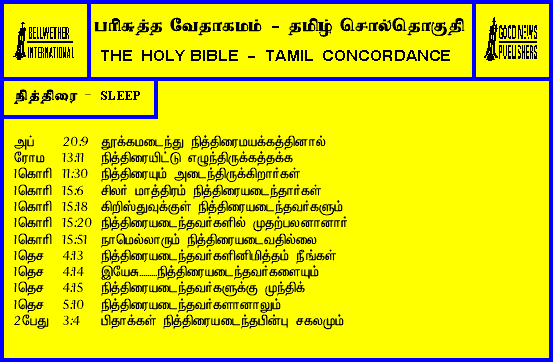 BELLWETHER
INTERNATIONAL
பரிசுத்த வேதாகமம் - தமிழ் சொல்தொகுதி
THE HOLY BIBLE - TAMIL CONCORDANCE
GOOD NEWS
PUBLISHERS
நித்திரை - SLEEP
அப் 20:9 தூக்கமடைந்து நித்திரைமயக்கத்தினால்
ரோம 13:11 நித்திரையிட்டு எழுந்திருக்கத்தக்க
1கொரி 11:30 நித்திரையும் அடைந்திருக்கிறார்கள்
1கொரி 15:6 சிலர் மாத்திரம் நித்திரையடைந்தார்கள்
1கொரி 15:18 கிறிஸ்துவுக்குள் நித்திரையடைந்தவர்களும்
1கொரி 15:20 நித்திரையடைந்தவர்களில் முதற்பலனானார்
1கொரி 15:51 நாமெல்லாரும் நித்திரையடைவதில்லை
1தெச 4:13 நித்திரையடைந்தவர்களினிமித்தம் நீங்கள்
1தெச 4:14 இயேசு.........நித்திரையடைந்தவர்களையும்
1தெச 4:15 நித்திரையடைந்தவர்களுக்கு முந்திக்
1தெச 5:10 நித்திரையடைந்தவர்களானாலும்
2பேது 3:4 பிதாக்கள் நித்திரையடைந்தபின்பு சகலமும்